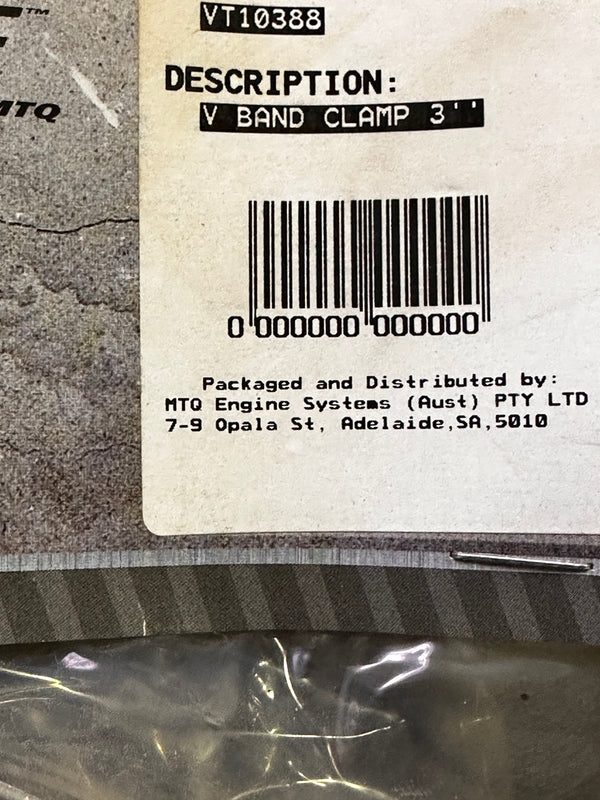 TM
MTQ
VT10388
DESCRIPTION:
V BAND CLAMP 3''
0 000000 000000
Packaged and Distributed by:
MTQ Engine Systems (Aust) PTY LTD
7-9 Opala St, Adelaide,SA,5010